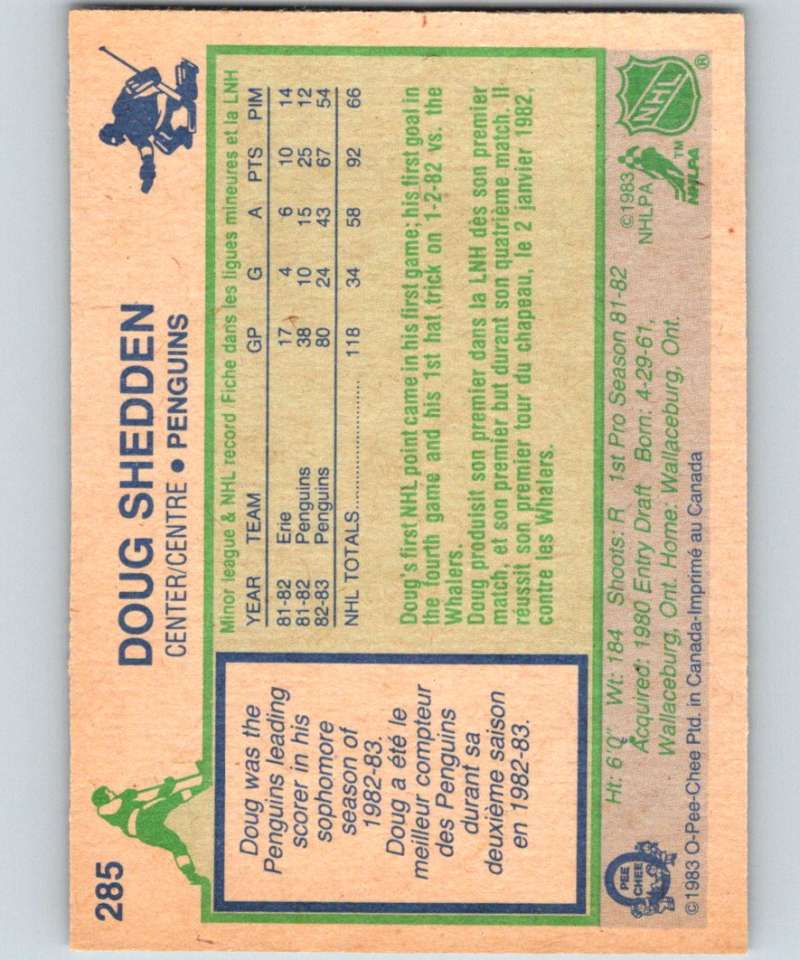 285
DOUG SHEDDEN
CENTER/CENTRE • PENGUINS
Doug was the
Penguins leading
scorer in his
sophomore
season of
1982-83.
Doug a été le
meilleur compteur
des Penguins
durant sa
deuxième saison
en 1982-83.
Minor league & NHL record Fiche dans les ligues mineures et la LNH
YEAR TEAM GP G A PTS PIM
81-82 Erie 17 4 6 10 14
81-82 Penguins 38 10 15 25 12
82-83 Penguins 80 24 43 67 54
NHL TOTALS 118 34 58 92 66
Doug's first NHL point came in his first game; his first goal in
the fourth game and his 1st hat trick on 1-2-82 vs. the
Whalers.
Doug produisit son premier dans la LNH dès son premier
match, et son premier but durant son quatrième match. Il
réussit son premier tour du chapeau, le 2 janvier 1982,
contre les Whalers.
Ht: 6'0" Wt: 184 Shoots: R 1st Pro Season 81-82
Acquired: 1980 Entry Draft Born: 4-29-61,
Wallaceburg, Ont. Home: Wallaceburg, Ont.
©1983 O-Pee-Chee Ptd. in Canada-Imprimé au Canada
O PEE CHEE
©1983
NHLPA
NHL
®
TM
NHLPA